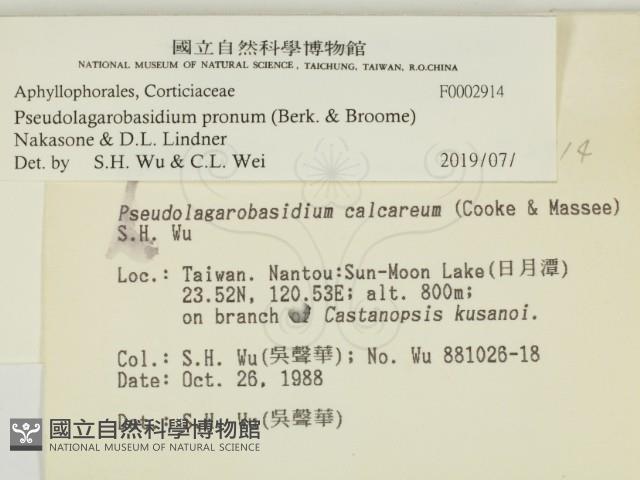 國立自然科學博物館
NATIONAL MUSEUM OF NATURAL SCIENCE, TAICHUNG, TAIWAN, R.O.CHINA
Aphyllophorales, Corticiaceae F0002914
Pseudolagarobasidium pronum (Berk. & Broome)
Nakasone & D.L. Lindner
Det. by S.H. Wu & C.L. Wei 2019/07/
14
Pseudolagarobasidium calcareum (Cooke & Massee)
S.H. Wu
Loc.: Taiwan. Nantou:Sun-Moon Lake(日月潭)
23.52N, 120.53E; alt. 800m;
on branch of Castanopsis kusanoi.
Col.: S.H. Wu(吳聲華); No. Wu 881026-18
Date: Oct. 26, 1988
Det.: S.H. Wu(吳聲華)
國立自然科學博物館
NATIONAL MUSEUM OF NATURAL SCIENCE